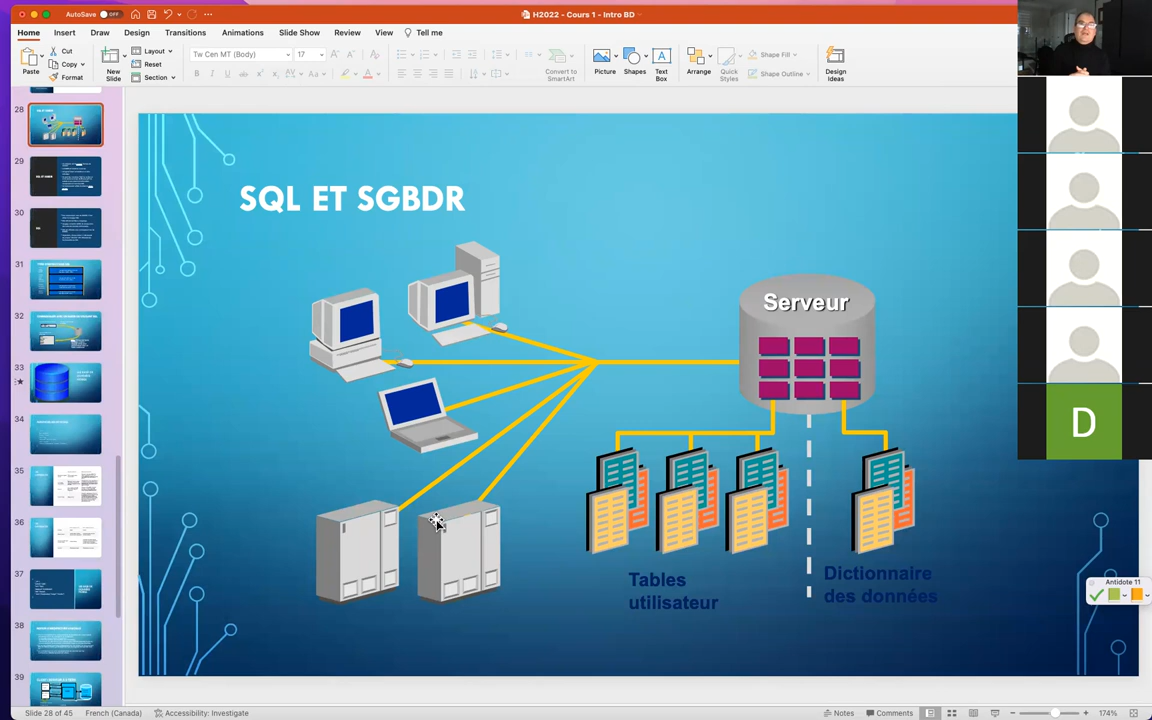 AutoSave OFF
H2022 - Cours 1 - Intro BD
Home Insert Draw Design Transitions Animations Slide Show Review View Tell me
Paste
Cut
Copy
Format
New
Slide
Layout
Reset
Section
Tw Cen MT (Body) 17
Convert to
SmartArt
Picture
Shapes
Text
Box
Arrange
Quick
Styles
Shape Fill
Shape Outline
Design
Ideas
28
29
30
31
32
33
34
35
36
37
38
39
SQL ET SGBDR
Serveur
Tables
utilisateur
Dictionnaire
des données
D
Antidote 11
Slide 28 of 45 French (Canada) Accessibility: Investigate Notes Comments 174%